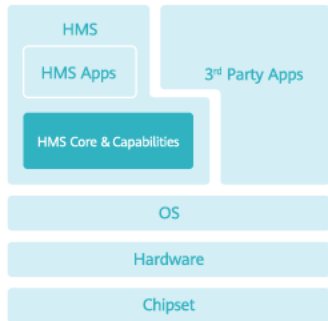 HMS
HMS Apps
3rd Party Apps
HMS Core & Capabilities
OS
Hardware
Chipset